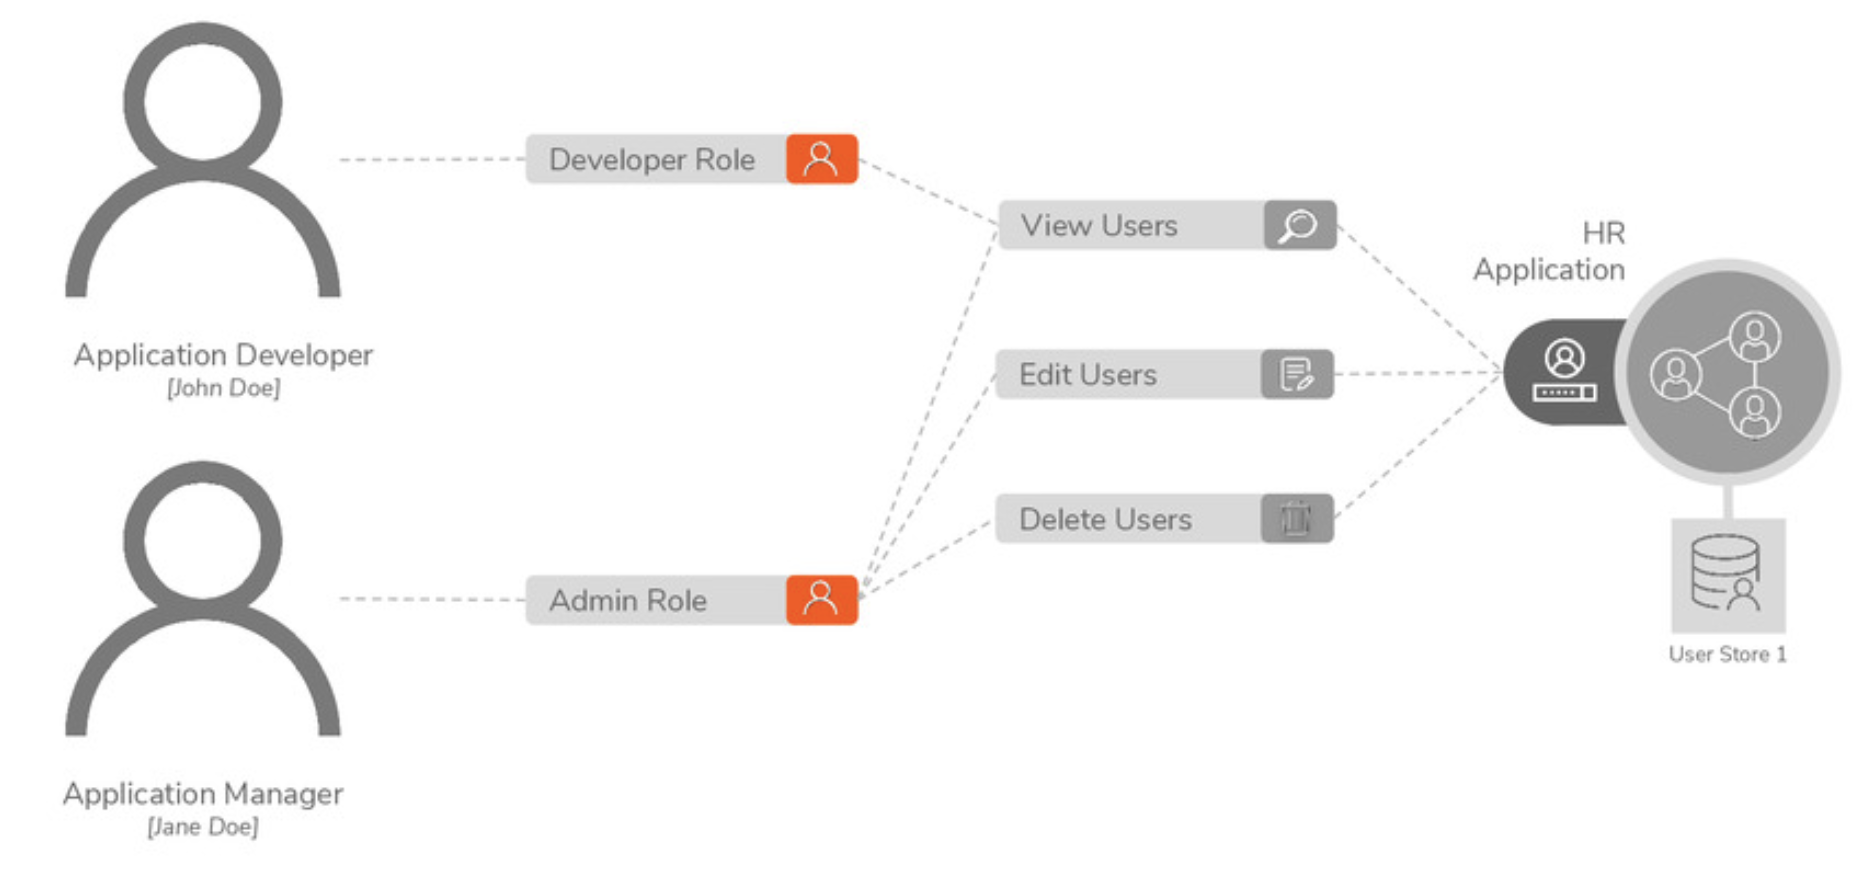 Developer Role
View Users
HR
Application
Application Developer
[John Doe]
Edit Users
Delete Users
Admin Role
User Store 1
Application Manager
[Jane Doe]